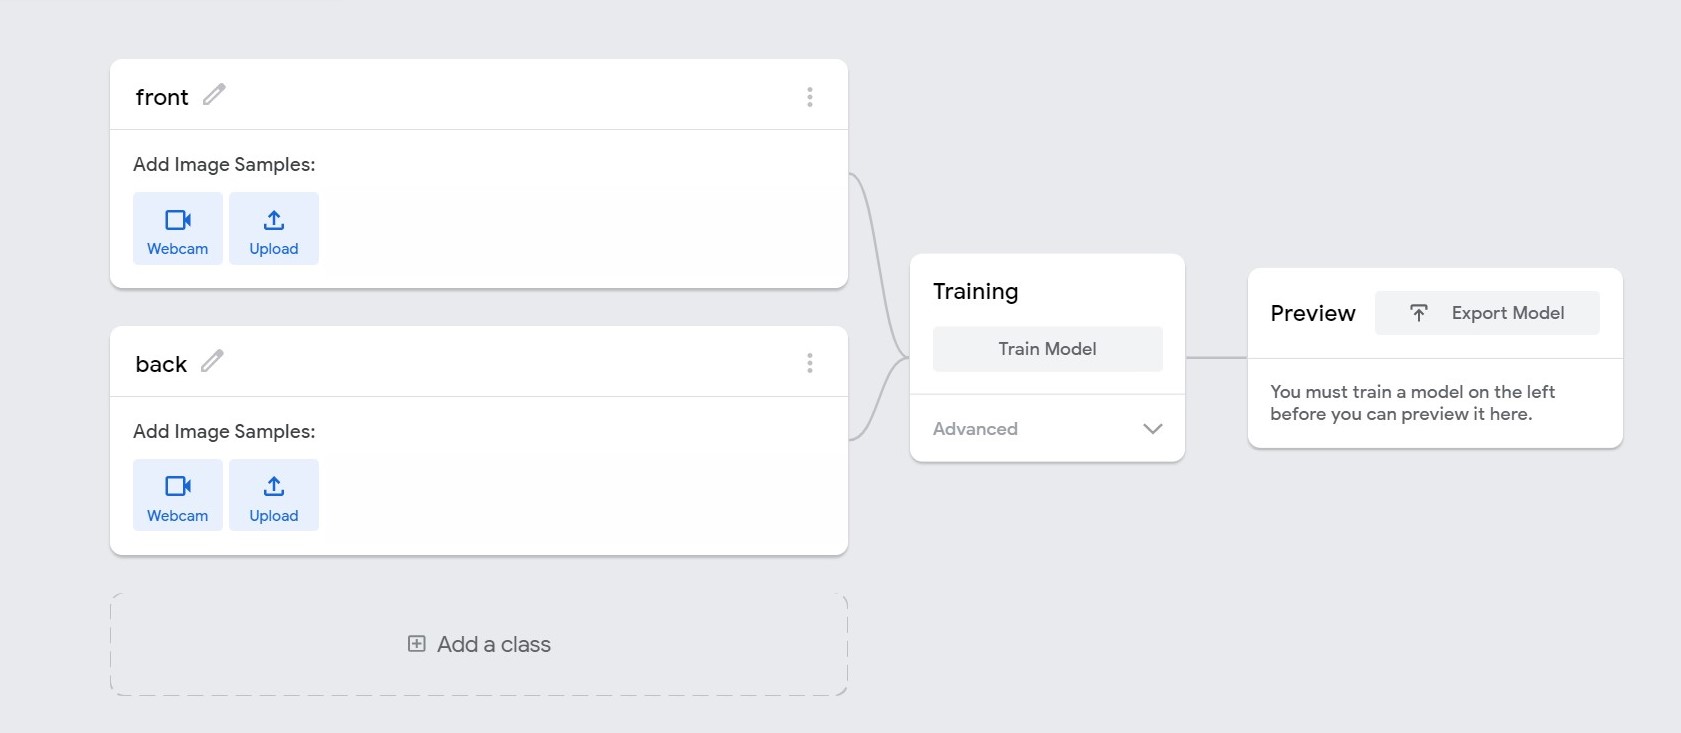 front
Add Image Samples:
Webcam
Upload
back
Add Image Samples:
Webcam
Upload
Add a class
Training
Train Model
Advanced
Preview
Export Model
You must train a model on the left
before you can preview it here.